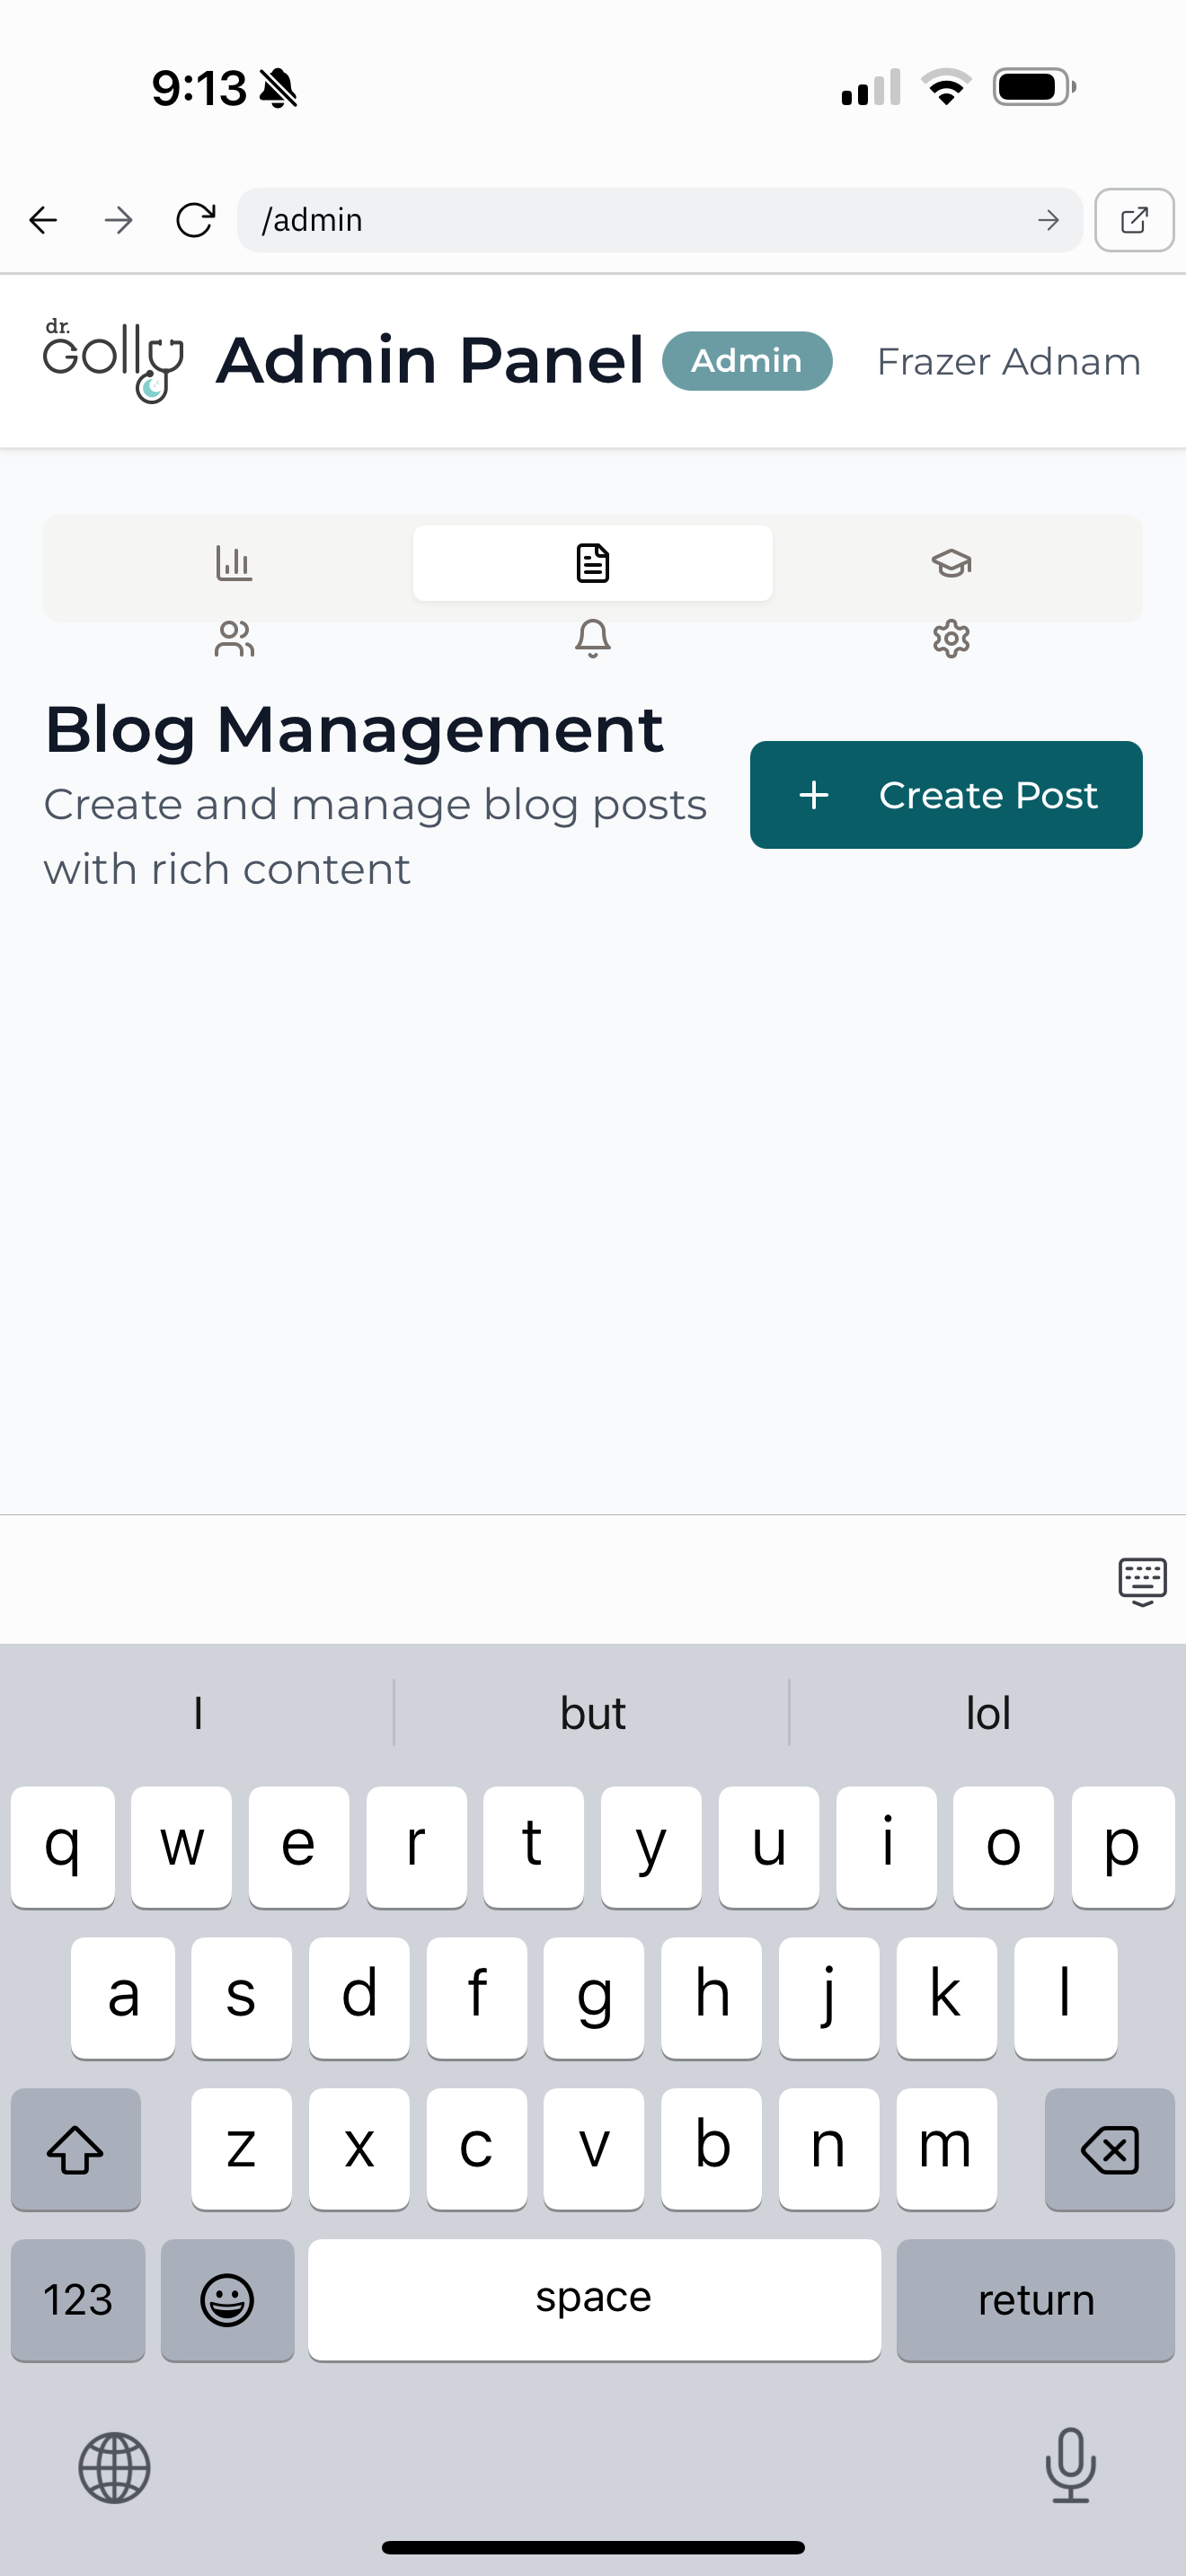 9:13
/admin
dr.
Golly
Admin Panel
Admin
Frazer Adnam
Blog Management
Create and manage blog posts
with rich content
+ Create Post
I but lol
q w e r t y u i o p
a s d f g h j k l
z x c v b n m
123 space return